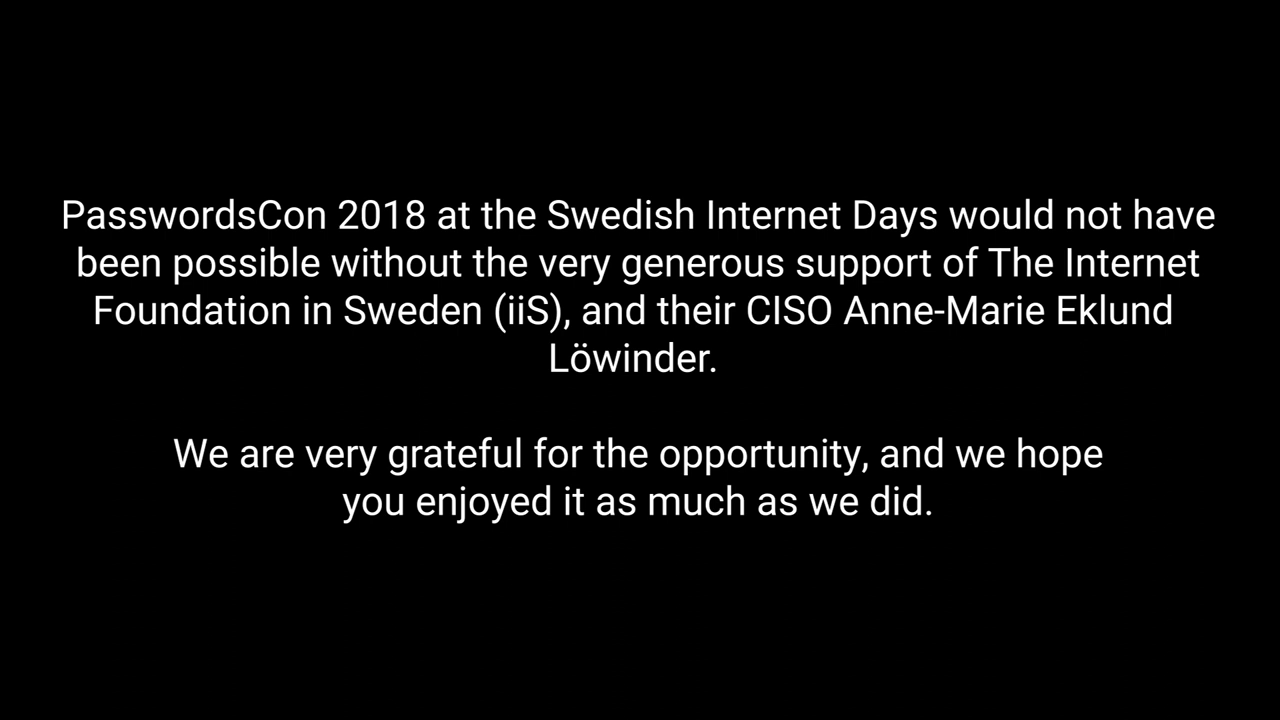 PasswordsCon 2018 at the Swedish Internet Days would not have
been possible without the very generous support of The Internet
Foundation in Sweden (iiS), and their CISO Anne-Marie Eklund
Löwinder.
We are very grateful for the opportunity, and we hope
you enjoyed it as much as we did.